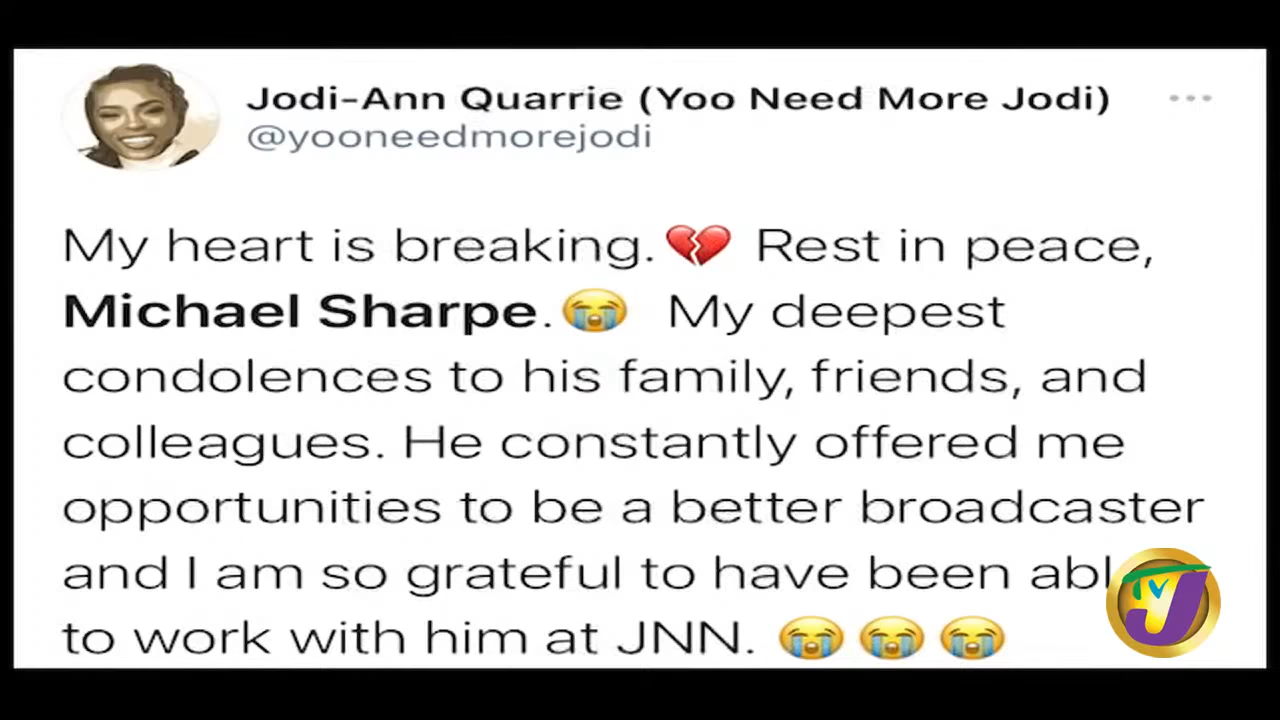 Jodi-Ann Quarrie (Yoo Need More Jodi)
@yooneedmorejodi
My heart is breaking.💔 Rest in peace,
Michael Sharpe.😭 My deepest
condolences to his family, friends, and
colleagues. He constantly offered me
opportunities to be a better broadcaster
and I am so grateful to have been abl
to work with him at JNN. 😭😭😭
TVJ